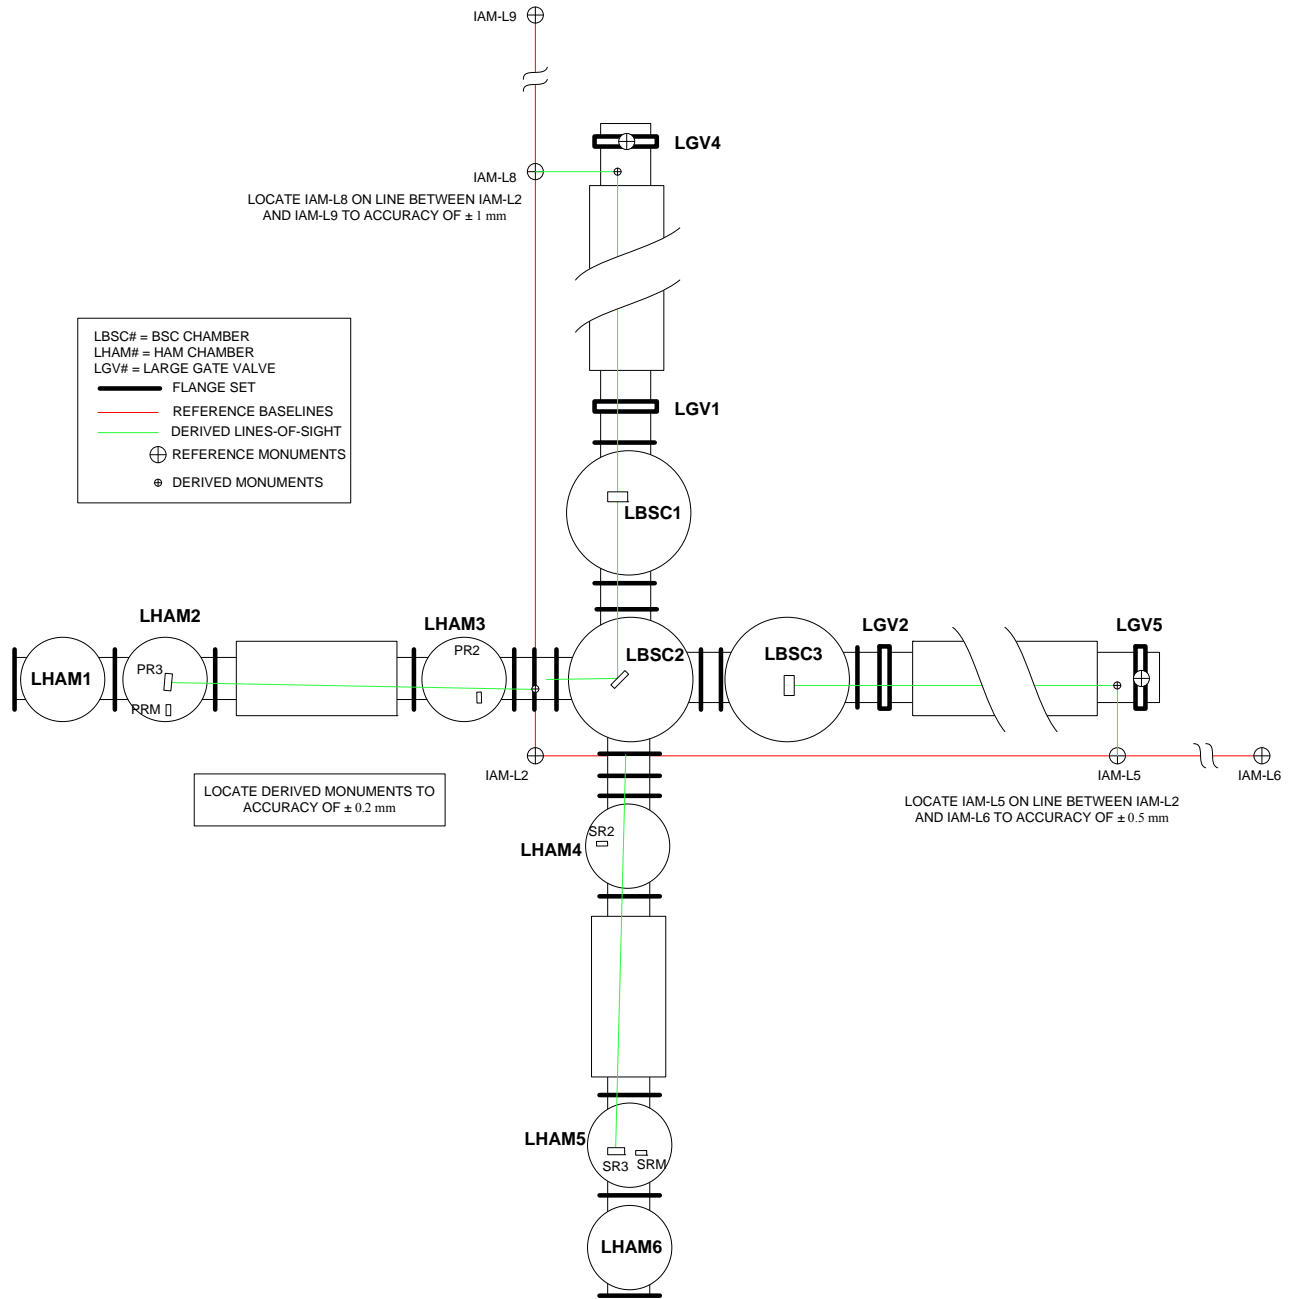 IAM-L9
LGV4
IAM-L8
LOCATE IAM-L8 ON LINE BETWEEN IAM-L2
AND IAM-L9 TO ACCURACY OF ± 1 mm
LBSC# = BSC CHAMBER
LHAM# = HAM CHAMBER
LGV# = LARGE GATE VALVE
FLANGE SET
REFERENCE BASELINES
DERIVED LINES-OF-SIGHT
REFERENCE MONUMENTS
DERIVED MONUMENTS
LGV1
LBSC1
LHAM2
LHAM3
LGV2
LGV5
PR2
LBSC2
LBSC3
PR3
LHAM1
PRM
IAM-L2
IAM-L5
IAM-L6
LOCATE DERIVED MONUMENTS TO
ACCURACY OF ± 0.2 mm
LOCATE IAM-L5 ON LINE BETWEEN IAM-L2
AND IAM-L6 TO ACCURACY OF ± 0.5 mm
SR2
LHAM4
LHAM5
SR3
SRM
LHAM6